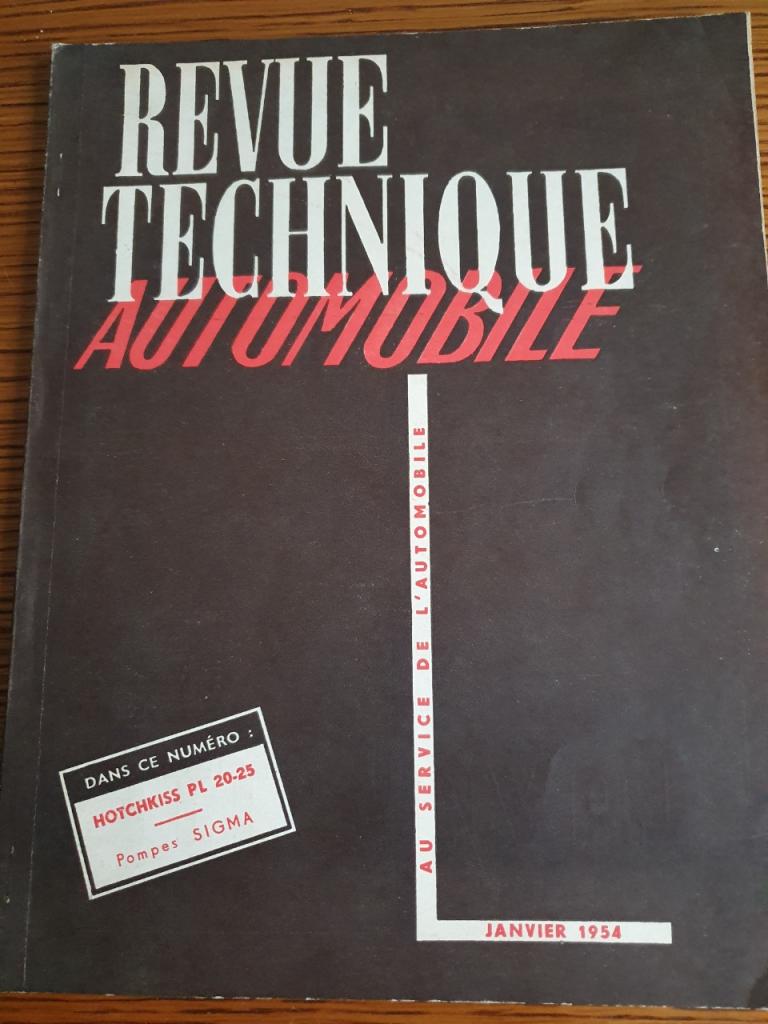 REVUE
TECHNIQUE
AUTOMOBILE
AU SERVICE DE L'AUTOMOBILE
DANS CE NUMÉRO :
HOTCHKISS PL 20-25
Pompes SIGMA
JANVIER 1954